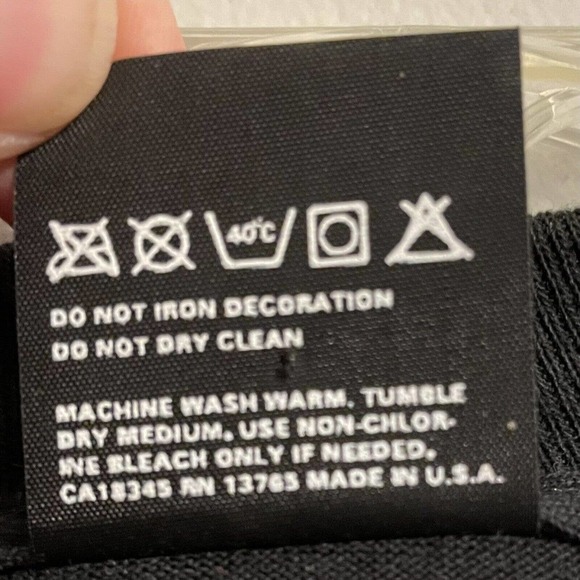 40°C
DO NOT IRON DECORATION
DO NOT DRY CLEAN
MACHINE WASH WARM. TUMBLE
DRY MEDIUM. USE NON-CHLOR-
INE BLEACH ONLY IF NEEDED.
CA18345 RN 13765 MADE IN U.S.A.